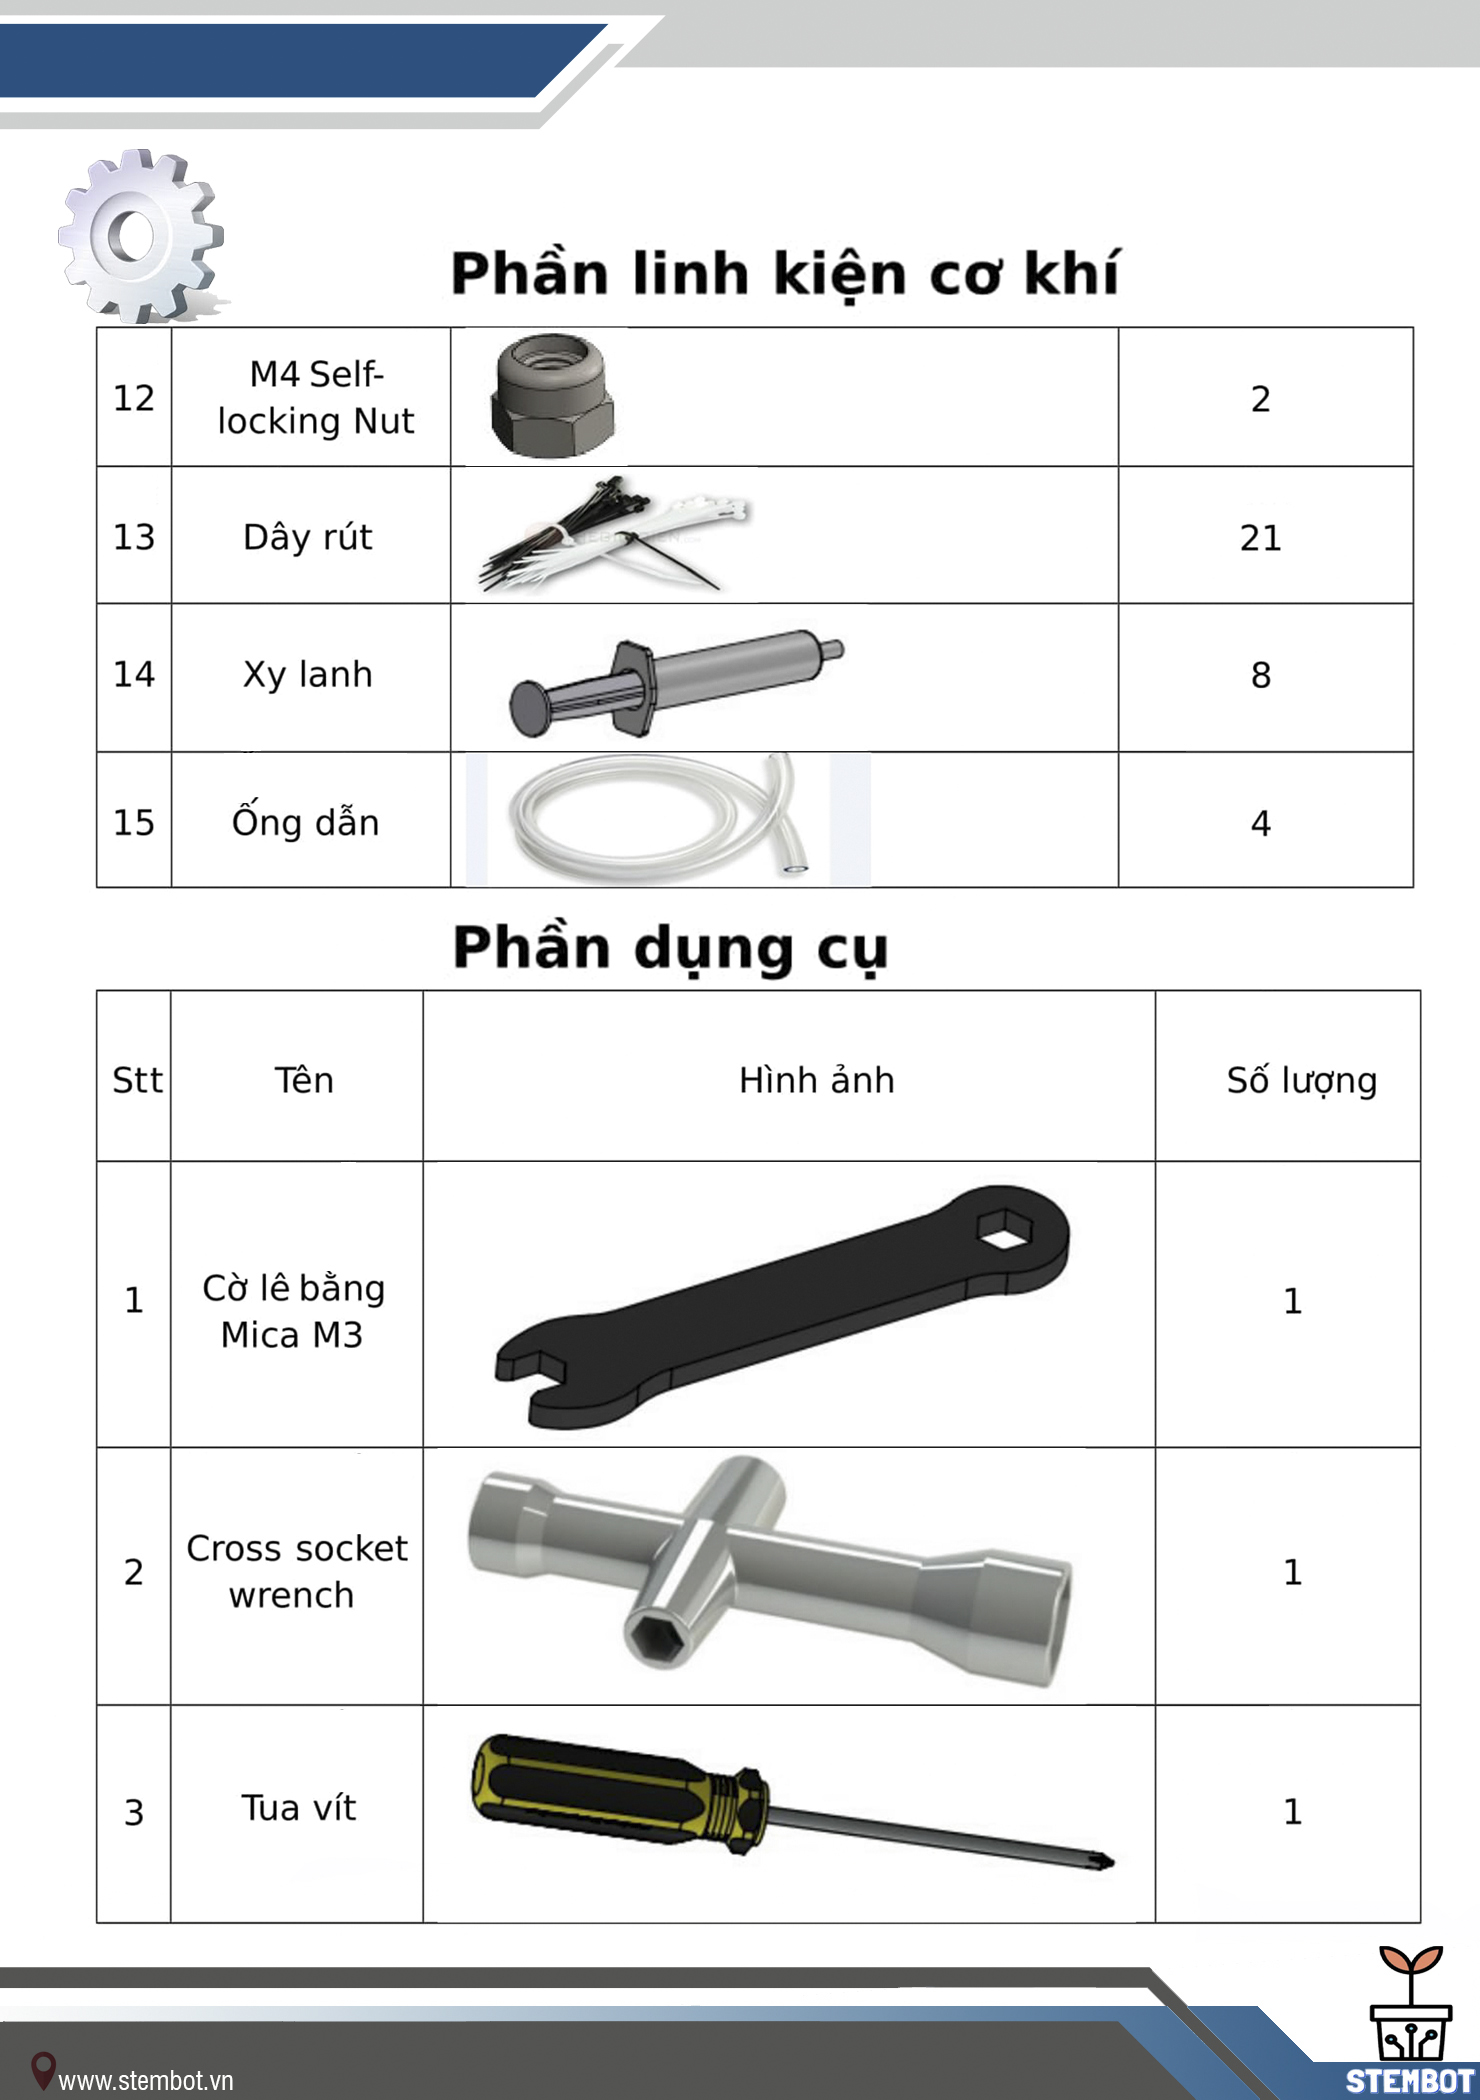 Phần linh kiện cơ khí
12
M4 Self-
locking Nut
2
13
Dây rút
21
14
Xy lanh
8
15
Ống dẫn
4
Phần dụng cụ
Stt
Tên
Hình ảnh
Số lượng
1
Cờ lê bằng
Mica M3
1
2
Cross socket
wrench
1
3
Tua vít
1
www.stembot.vn
STEMBOT